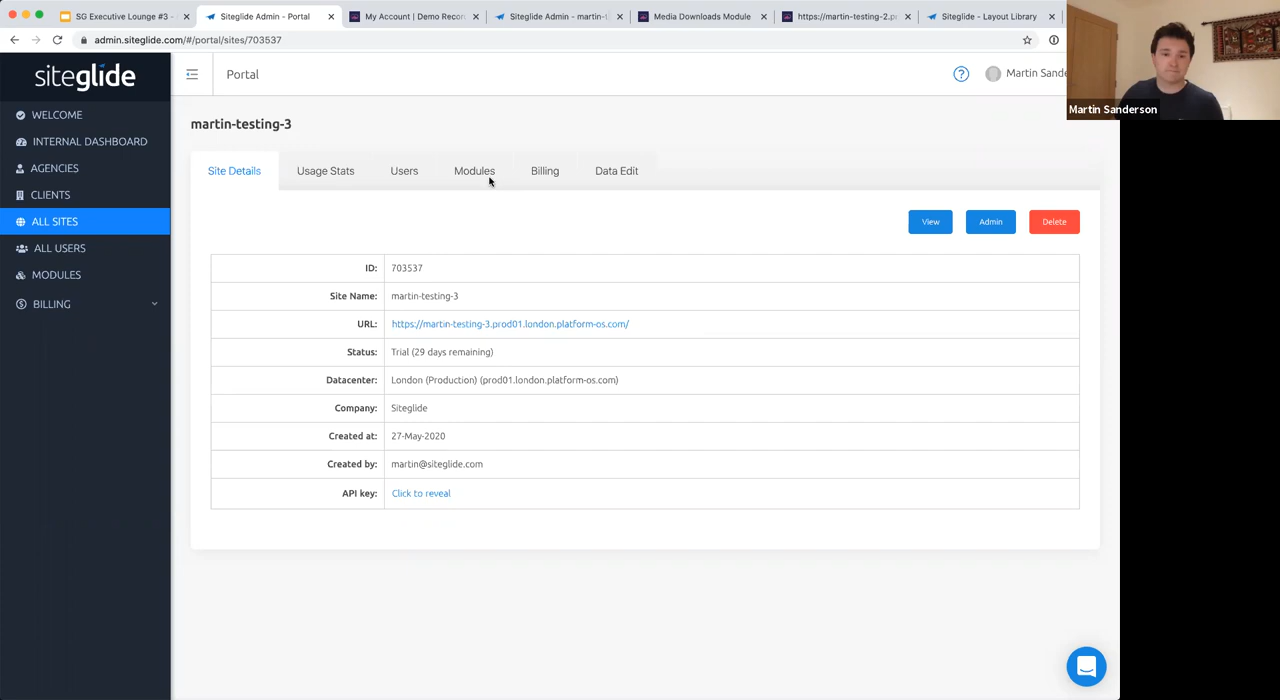 SG Executive Lounge #3 -
Siteglide Admin - Portal
My Account | Demo Recor
Siteglide Admin - martin-t
Media Downloads Module
https://martin-testing-2.p
Siteglide - Layout Library
admin.siteglide.com/#/portal/sites/703537
siteglide
Portal
Martin Sande
Martin Sanderson
WELCOME
INTERNAL DASHBOARD
AGENCIES
CLIENTS
ALL SITES
ALL USERS
MODULES
BILLING
martin-testing-3
Site Details
Usage Stats
Users
Modules
Billing
Data Edit
View
Admin
Delete
ID: 703537
Site Name: martin-testing-3
URL: https://martin-testing-3.prod01.london.platform-os.com/
Status: Trial (29 days remaining)
Datacenter: London (Production) (prod01.london.platform-os.com)
Company: Siteglide
Created at: 27-May-2020
Created by: martin@siteglide.com
API key: Click to reveal